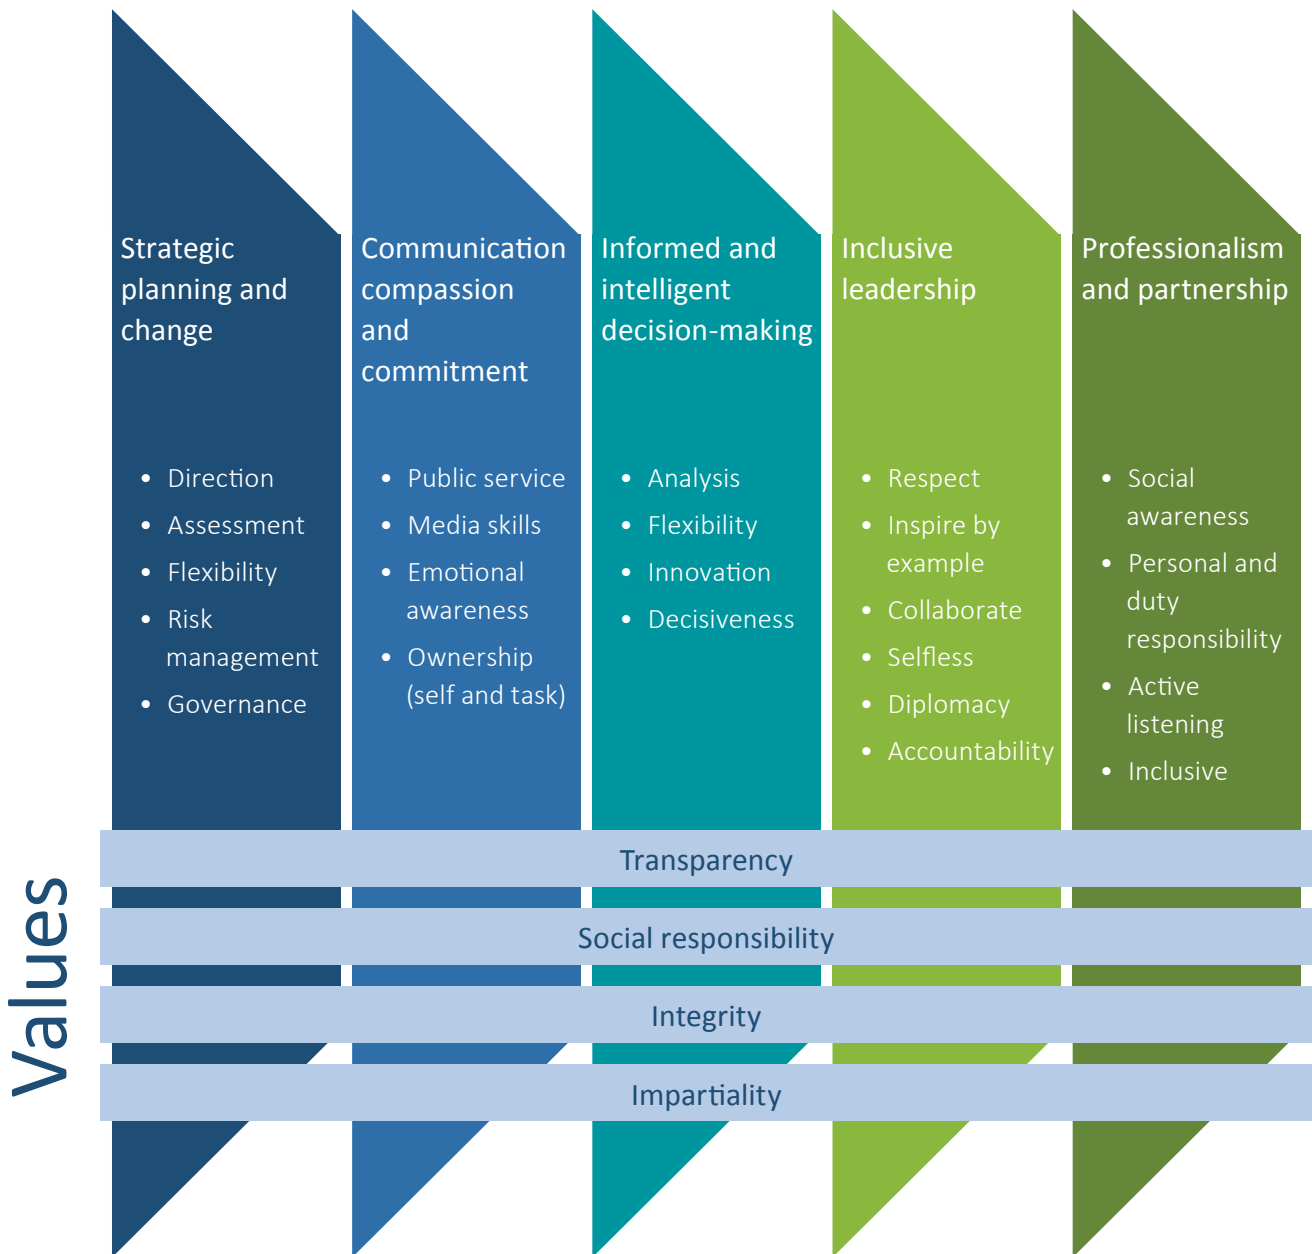 Strategic
planning and
change
• Direction
• Assessment
• Flexibility
• Risk
management
• Governance
Communication
compassion
and
commitment
• Public service
• Media skills
• Emotional
awareness
• Ownership
(self and task)
Informed and
intelligent
decision-making
• Analysis
• Flexibility
• Innovation
• Decisiveness
Inclusive
leadership
• Respect
• Inspire by
example
• Collaborate
• Selfless
• Diplomacy
• Accountability
Professionalism
and partnership
• Social
awareness
• Personal and
duty
responsibility
• Active
listening
• Inclusive
Values
Transparency
Social responsibility
Integrity
Impartiality